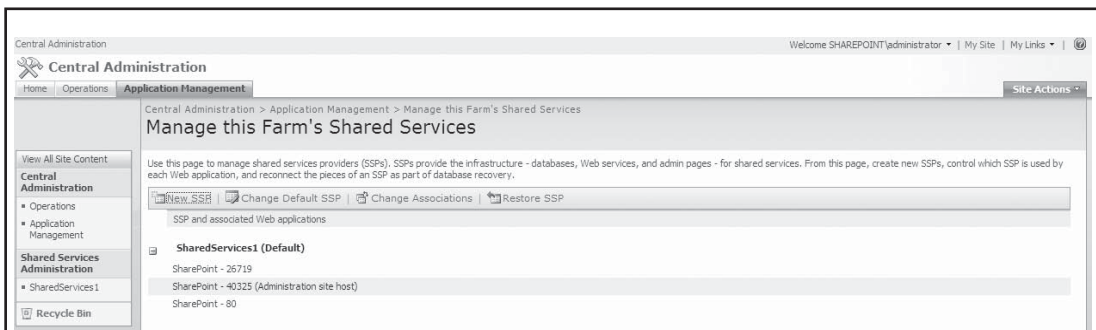 Central Administration
Welcome SHAREPOINT\administrator | My Site | My Links |
Central Administration
Home Operations Application Management
Site Actions
Central Administration > Application Management > Manage this Farm's Shared Services
Manage this Farm's Shared Services
View All Site Content
Central
Administration
Operations
Application
Management
Shared Services
Administration
SharedServices1
Recycle Bin
Use this page to manage shared services providers (SSPs). SSPs provide the infrastructure - databases, Web services, and admin pages - for shared services. From this page, create new SSPs, control which SSP is used by
each Web application, and reconnect the pieces of an SSP as part of database recovery.
New SSP | Change Default SSP | Change Associations | Restore SSP
SSP and associated Web applications
SharedServices1 (Default)
SharePoint - 26719
SharePoint - 40325 (Administration site host)
SharePoint - 80